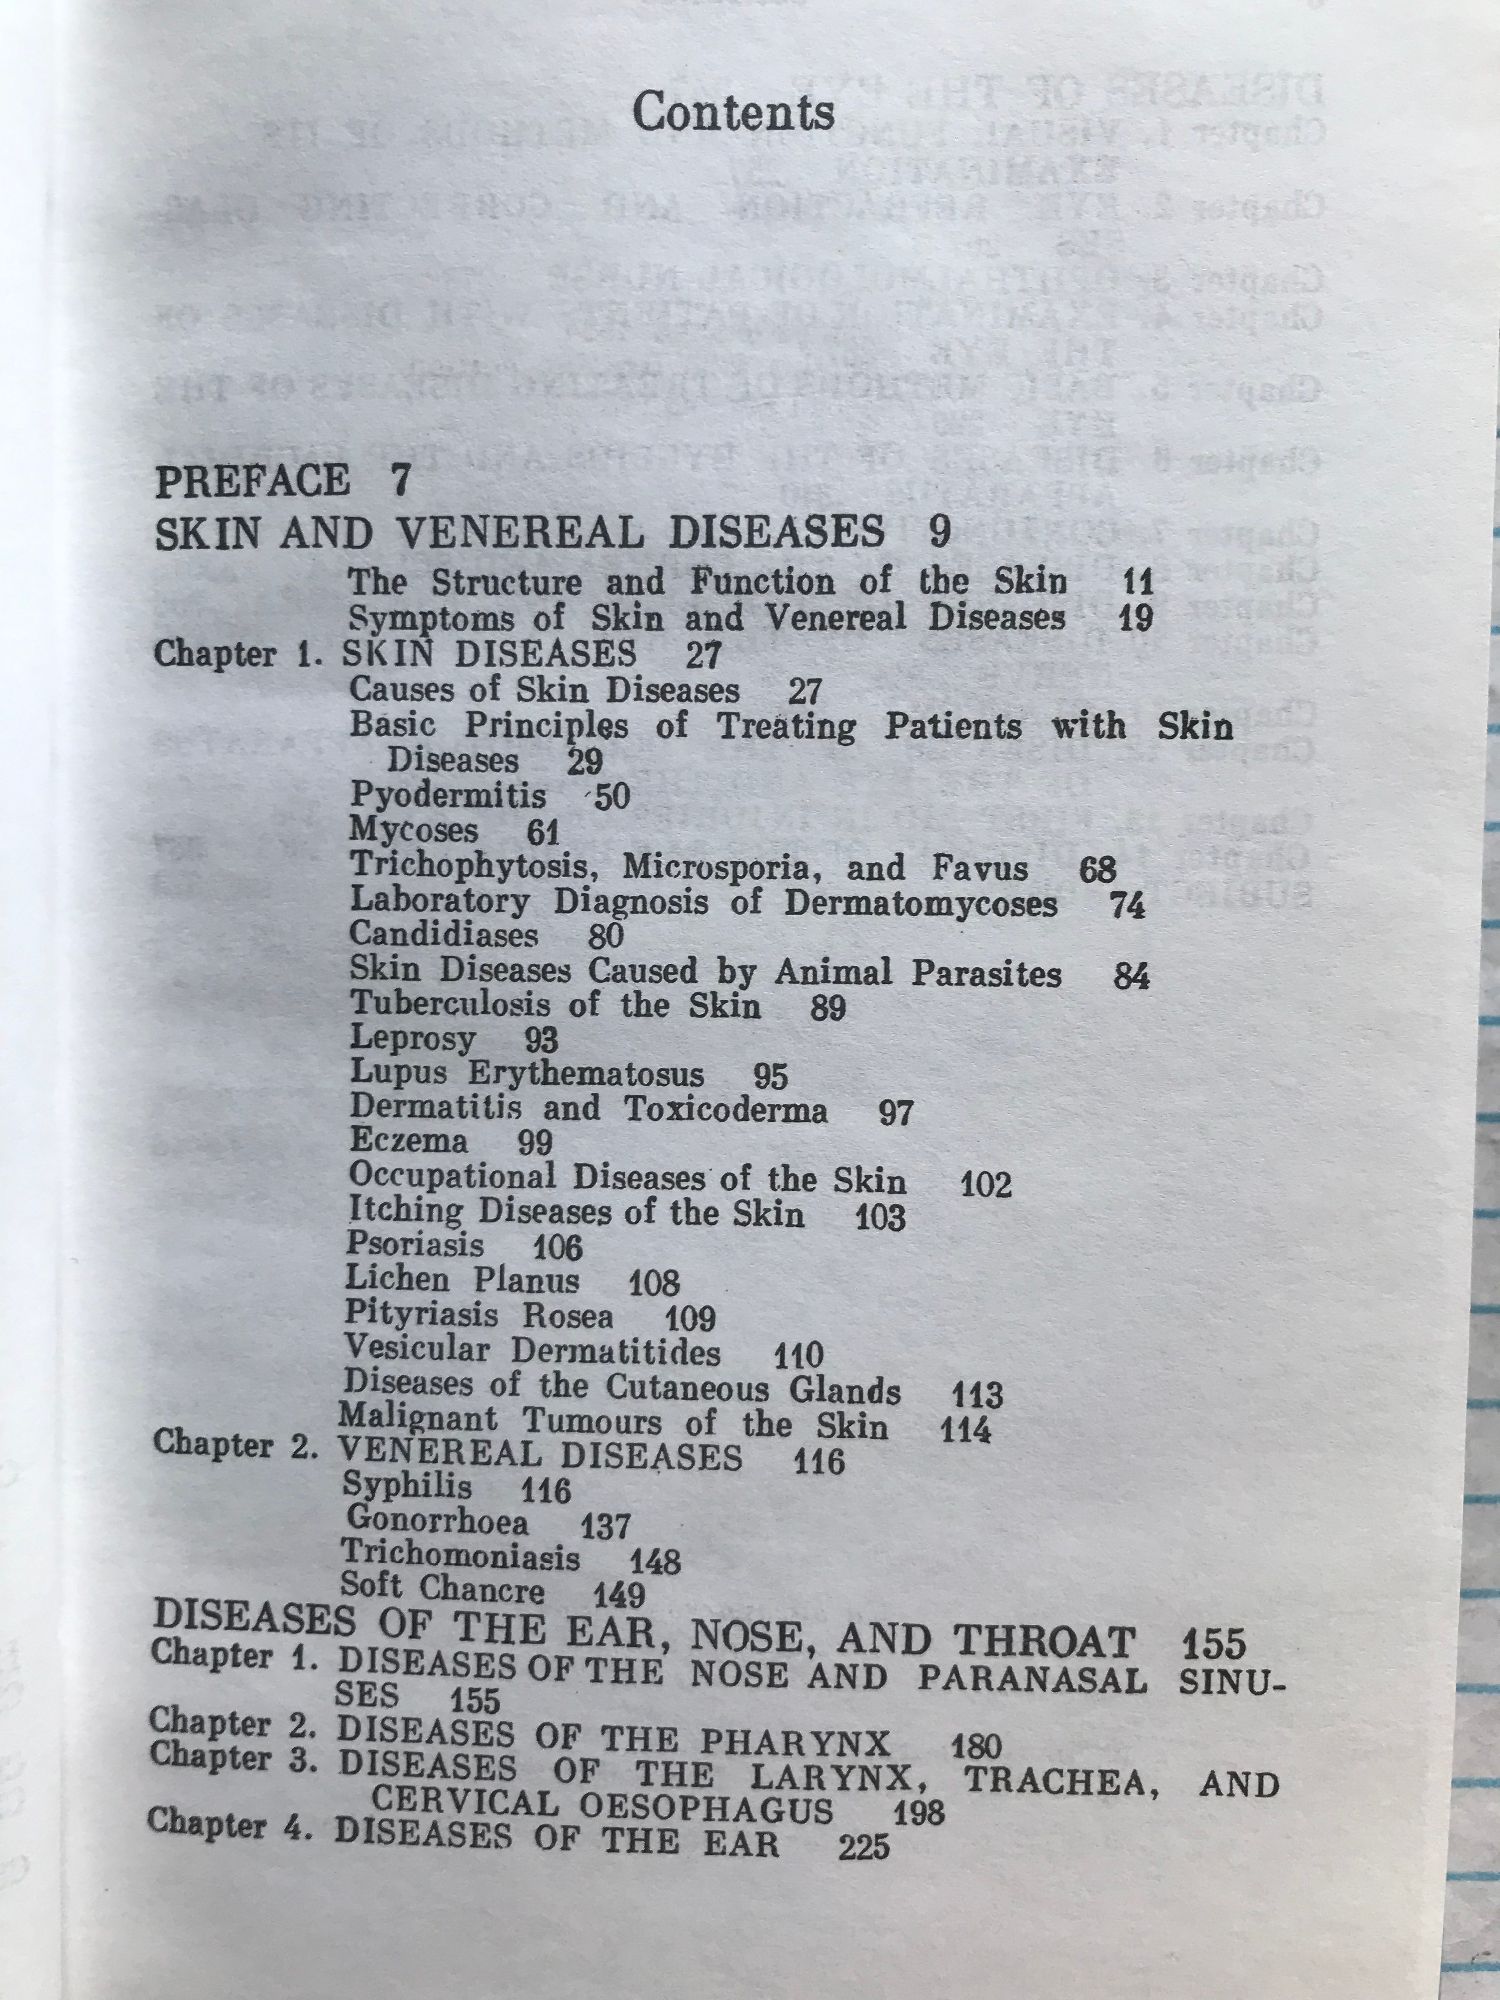 Contents
PREFACE 7
SKIN AND VENEREAL DISEASES 9
The Structure and Function of the Skin 11
Symptoms of Skin and Venereal Diseases 19
Chapter 1. SKIN DISEASES 27
Causes of Skin Diseases 27
Basic Principles of Treating Patients with Skin
Diseases 29
Pyodermitis 50
Mycoses 61
Trichophytosis, Microsporia, and Favus 68
Laboratory Diagnosis of Dermatomycoses 74
Candidiases 80
Skin Diseases Caused by Animal Parasites 84
Tuberculosis of the Skin 89
Leprosy 93
Lupus Erythematosus 95
Dermatitis and Toxicoderma 97
Eczema 99
Occupational Diseases of the Skin 102
Itching Diseases of the Skin 103
Psoriasis 106
Lichen Planus 108
Pityriasis Rosea 109
Vesicular Dermatitides 110
Diseases of the Cutaneous Glands 113
Malignant Tumours of the Skin 114
Chapter 2. VENEREAL DISEASES 116
Syphilis 116
Gonorrhoea 137
Trichomoniasis 148
Soft Chancre 149
DISEASES OF THE EAR, NOSE, AND THROAT 155
Chapter 1. DISEASES OF THE NOSE AND PARANASAL SINU-
SES 155
Chapter 2. DISEASES OF THE PHARYNX 180
Chapter 3. DISEASES OF THE LARYNX, TRACHEA, AND
CERVICAL OESOPHAGUS 198
Chapter 4. DISEASES OF THE EAR 225